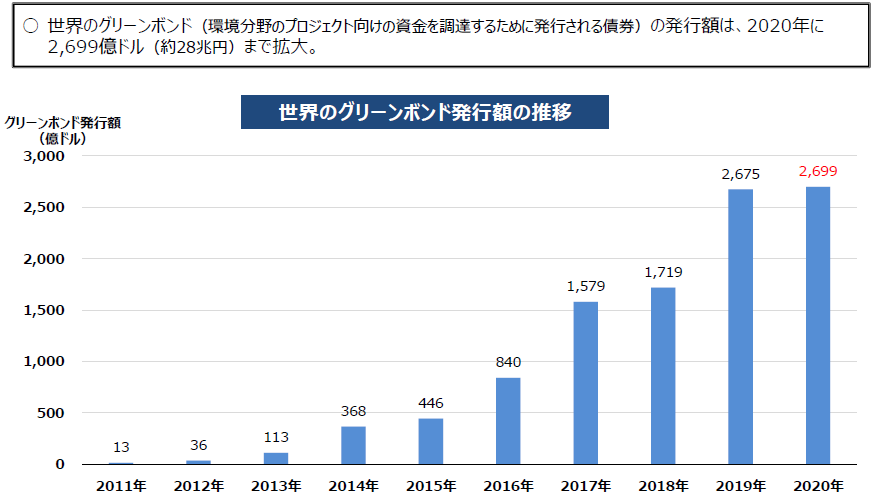 ○ 世界のグリーンボンド（環境分野のプロジェクト向けの資金を調達するために発行される債券）の発行額は、2020年に
2,699億ドル（約28兆円）まで拡大。
世界のグリーンボンド発行額の推移
グリーンボンド発行額
（億ドル）
3,000
2,500
2,000
1,500
1,000
500
0
13
36
113
368
446
840
1,579
1,719
2,675
2,699
2011年 2012年 2013年 2014年 2015年 2016年 2017年 2018年 2019年 2020年